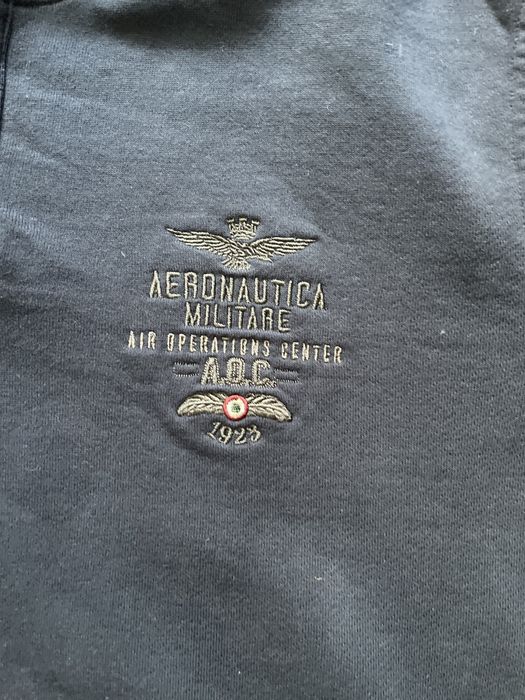 AERONAUTICA
MILITARE
AIR OPERATIONS CENTER
A.O.C.
1923